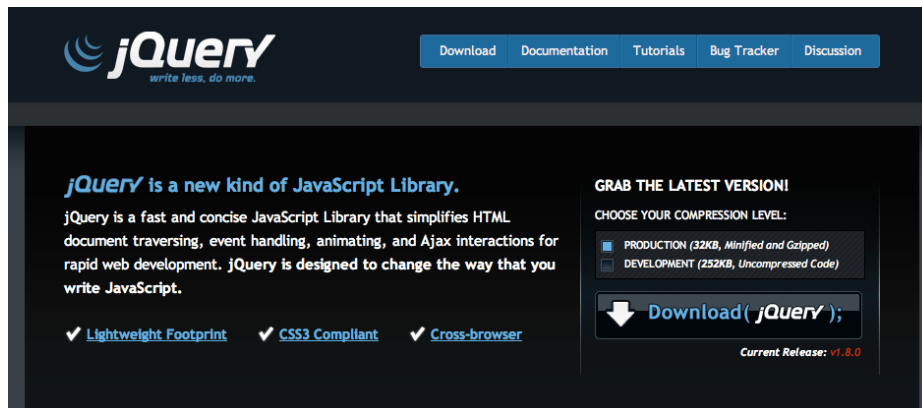 jQuery
write less, do more.
Download Documentation Tutorials Bug Tracker Discussion
jQuery is a new kind of JavaScript Library.
jQuery is a fast and concise JavaScript Library that simplifies HTML
document traversing, event handling, animating, and Ajax interactions for
rapid web development. jQuery is designed to change the way that you
write JavaScript.
Lightweight Footprint CSS3 Compliant Cross-browser
GRAB THE LATEST VERSION!
CHOOSE YOUR COMPRESSION LEVEL:
PRODUCTION (32KB, Minified and Gzipped)
DEVELOPMENT (252KB, Uncompressed Code)
Download( jQuery );
Current Release: v1.8.0